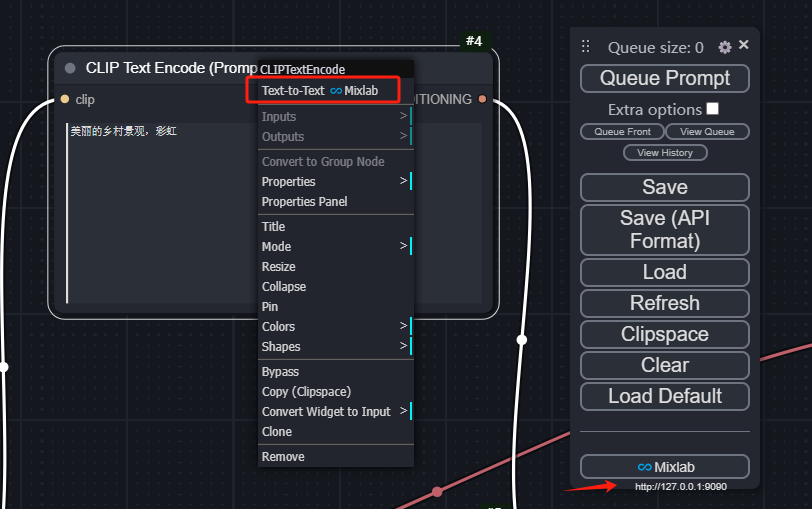 #4
CLIP Text Encode (Promp
CLIPTextEncode
Text-to-Text Mixlab
clip
ITIONING
美丽的乡村景观，彩虹
Inputs >
Outputs >
Convert to Group Node
Properties >
Properties Panel
Title
Mode >
Resize
Collapse
Pin
Colors >
Shapes >
Bypass
Copy (Clipspace)
Convert Widget to Input >
Clone
Remove
Queue size: 0
Queue Prompt
Extra options
Queue Front
View Queue
View History
Save
Save (API
Format)
Load
Refresh
Clipspace
Clear
Load Default
Mixlab
http://127.0.0.1:9090